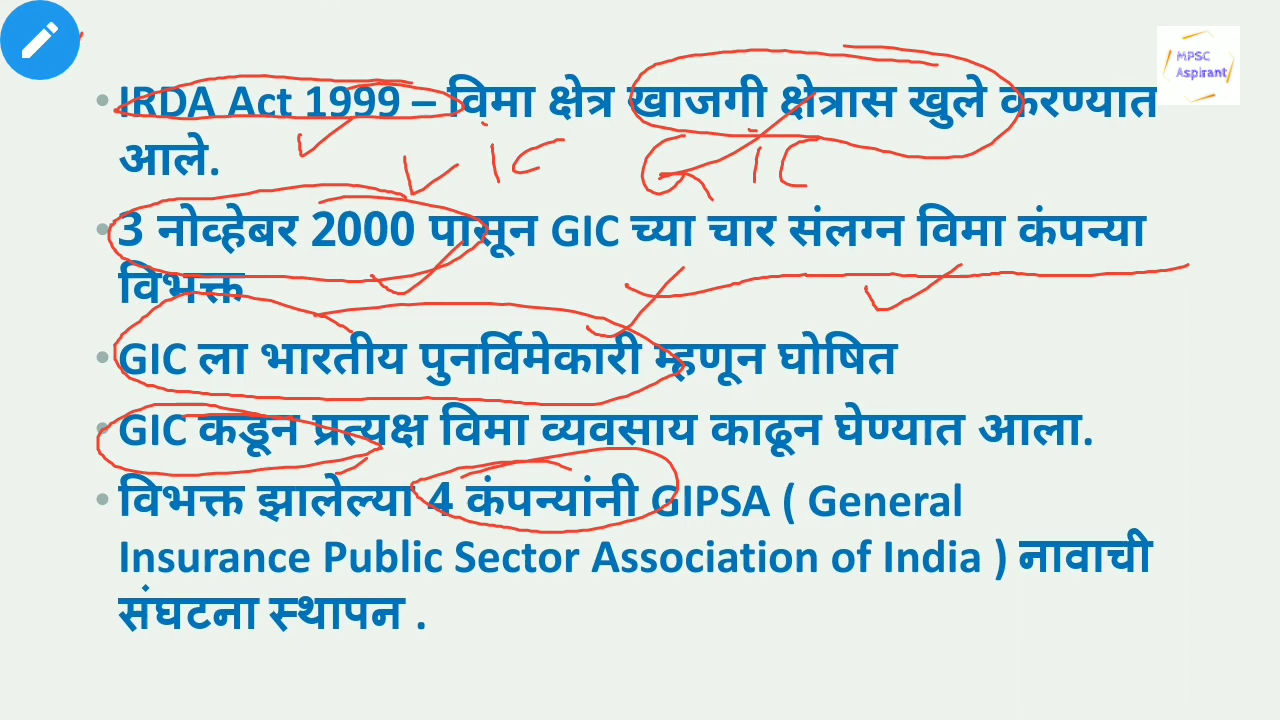 MPSC
Aspirant
• IRDA Act 1999 – विमा क्षेत्र खाजगी क्षेत्रास खुले करण्यात
आले.
LIC GIC
• 3 नोव्हेबर 2000 पासून GIC च्या चार संलग्न विमा कंपन्या
विभक्त
• GIC ला भारतीय पुनर्विमेकारी म्हणून घोषित
• GIC कडून प्रत्यक्ष विमा व्यवसाय काढून घेण्यात आला.
• विभक्त झालेल्या 4 कंपन्यांनी GIPSA ( General
Insurance Public Sector Association of India ) नावाची
संघटना स्थापन .